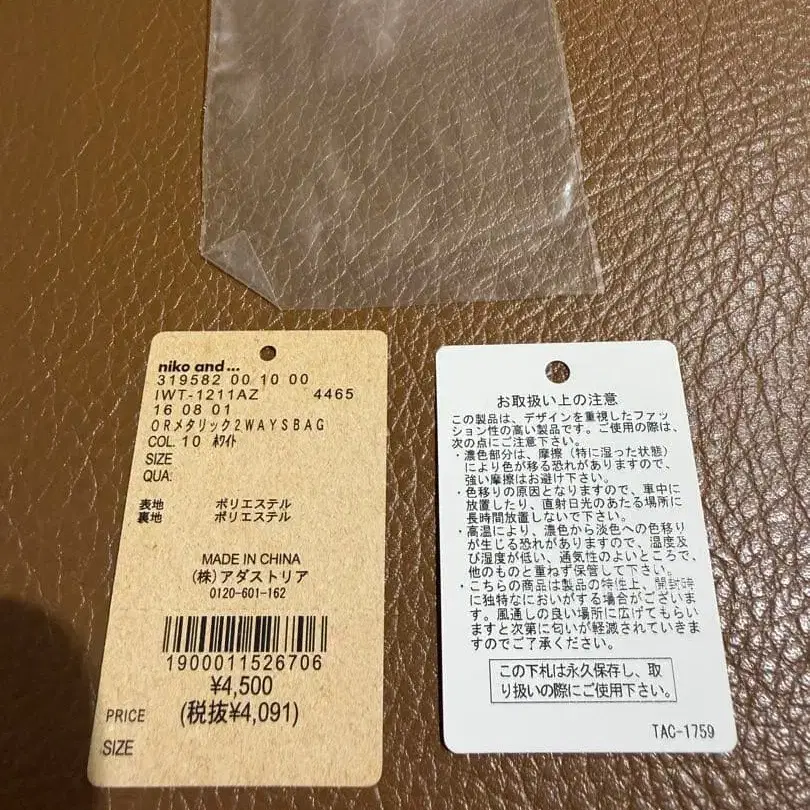 niko and...
319582 00 10 00
IWT-1211AZ 4465
16 08 01
ORメタリック2WAYSBAG
COL. 10 ﾎﾜｲﾄ
SIZE
QUA.
表地 ポリエステル
裏地 ポリエステル
MADE IN CHINA
(株)アダストリア
0120-601-162
1900011526706
¥4,500
PRICE (税抜¥4,091)
SIZE
お取扱い上の注意
この製品は、デザインを重視したファッ
ション性の高い製品です。ご使用の際は、
次の点にご注意下さい。
・濃色部分は、摩擦（特に湿った状態）
により色が移る恐れがありますので、
強い摩擦はお避け下さい。
・色移りの原因となりますので、車中に
放置したり、直射日光のあたる場所に
長時間放置しないで下さい。
・高温により、濃色から淡色への色移り
が生じる恐れがありますので、温度及
び湿度が低い、通気性のよいところで、
他のものと重ねず保管して下さい。
・こちらの商品は製品の特性上、開封時
に独特なにおいがする場合がございま
す。風通しの良い場所に広げてもらい
ますと次第に匂いが軽減されていきま
すのでご了承ください。
この下札は永久保存し、取
り扱いの際にご使用下さい。
TAC-1759